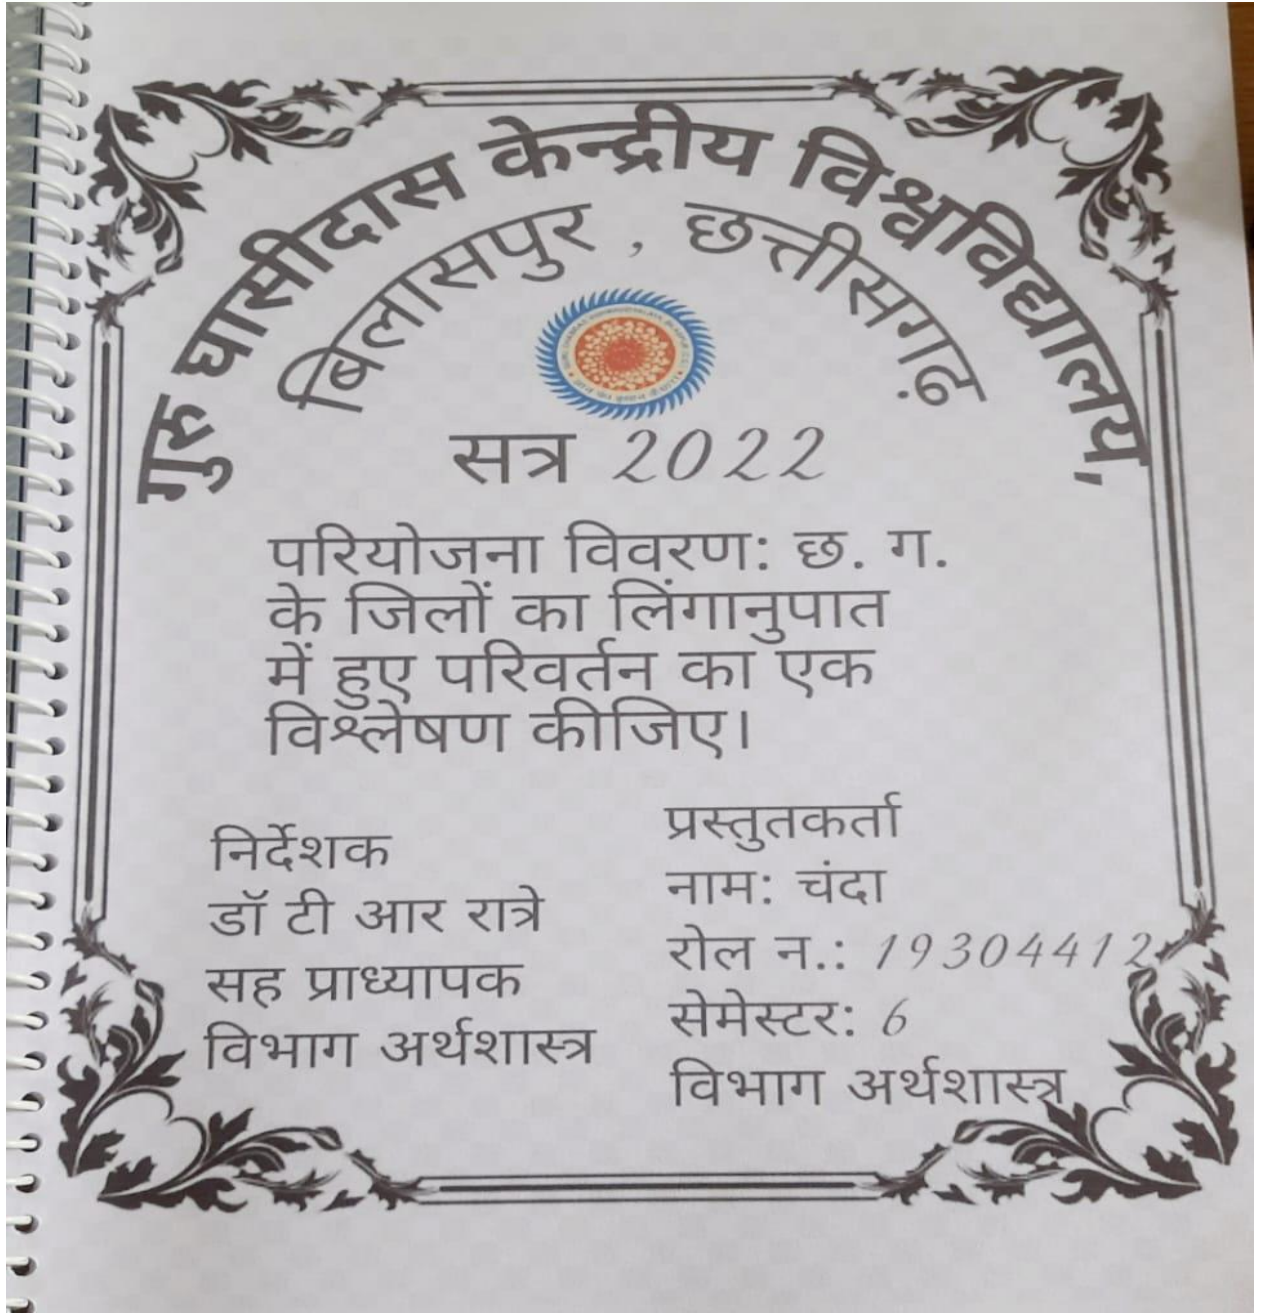 गुरु घासीदास केन्द्रीय विश्वविद्यालय,
बिलासपुर , छत्तीसगढ़
सत्र 2022
परियोजना विवरण: छ. ग.
के जिलों का लिंगानुपात
में हुए परिवर्तन का एक
विश्लेषण कीजिए।
निर्देशक
डॉ टी आर रात्रे
सह प्राध्यापक
विभाग अर्थशास्त्र
प्रस्तुतकर्ता
नाम: चंदा
रोल न.: 19304412
सेमेस्टर: 6
विभाग अर्थशास्त्र